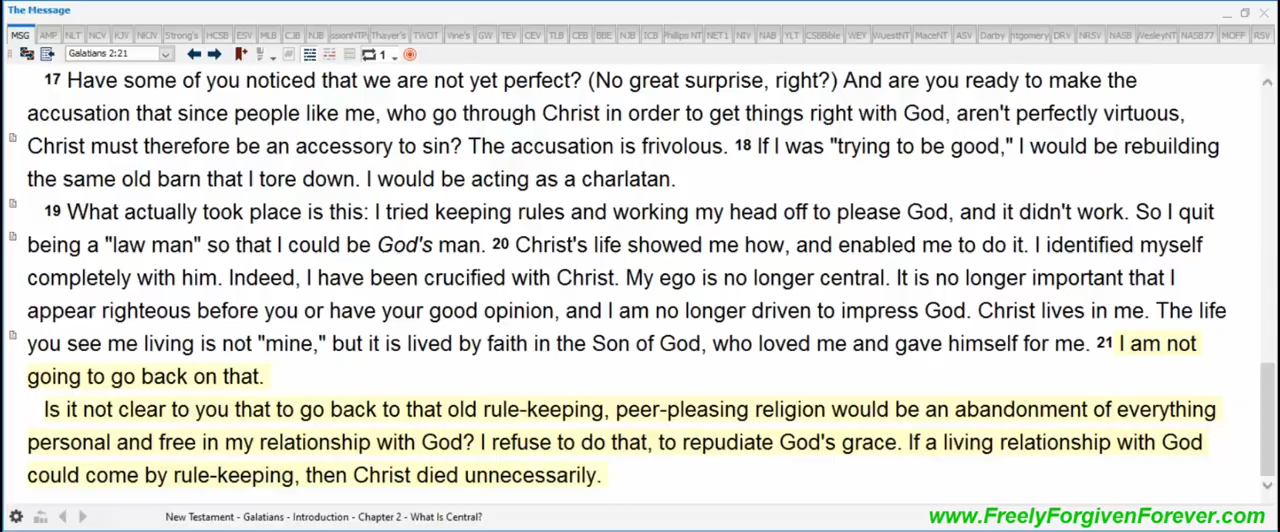 The Message
MSG AMP NLT NCV KJV NKJV Strong's HCSB ESV MLB CJB NJB issionNTP Thayer's TWOT Vine's GW TEV CEV TLB CEB BBE NJB ICB Phillips NT NET1 NIV NAB YLT CSBBible WEY WuestNT MaceNT ASV Darby ntgomery DRV NRSV NASB WesleyNT NASB77 MOFF RSV
Galatians 2:21 1
17 Have some of you noticed that we are not yet perfect? (No great surprise, right?) And are you ready to make the
accusation that since people like me, who go through Christ in order to get things right with God, aren't perfectly virtuous,
Christ must therefore be an accessory to sin? The accusation is frivolous. 18 If I was "trying to be good," I would be rebuilding
the same old barn that I tore down. I would be acting as a charlatan.
19 What actually took place is this: I tried keeping rules and working my head off to please God, and it didn't work. So I quit
being a "law man" so that I could be God's man. 20 Christ's life showed me how, and enabled me to do it. I identified myself
completely with him. Indeed, I have been crucified with Christ. My ego is no longer central. It is no longer important that I
appear righteous before you or have your good opinion, and I am no longer driven to impress God. Christ lives in me. The life
you see me living is not "mine," but it is lived by faith in the Son of God, who loved me and gave himself for me. 21 I am not
going to go back on that.
Is it not clear to you that to go back to that old rule-keeping, peer-pleasing religion would be an abandonment of everything
personal and free in my relationship with God? I refuse to do that, to repudiate God's grace. If a living relationship with God
could come by rule-keeping, then Christ died unnecessarily.
New Testament - Galatians - Introduction - Chapter 2 - What Is Central?
www.FreelyForgivenForever.com